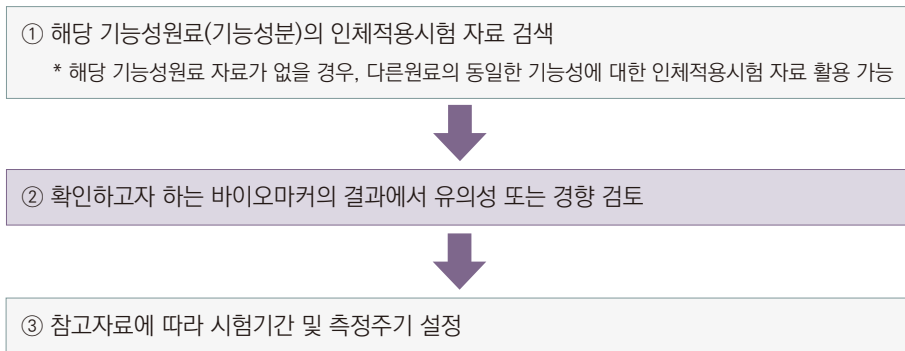 ① 해당 기능성원료(기능성분)의 인체적용시험 자료 검색
* 해당 기능성원료 자료가 없을 경우, 다른원료의 동일한 기능성에 대한 인체적용시험 자료 활용 가능
② 확인하고자 하는 바이오마커의 결과에서 유의성 또는 경향 검토
③ 참고자료에 따라 시험기간 및 측정주기 설정